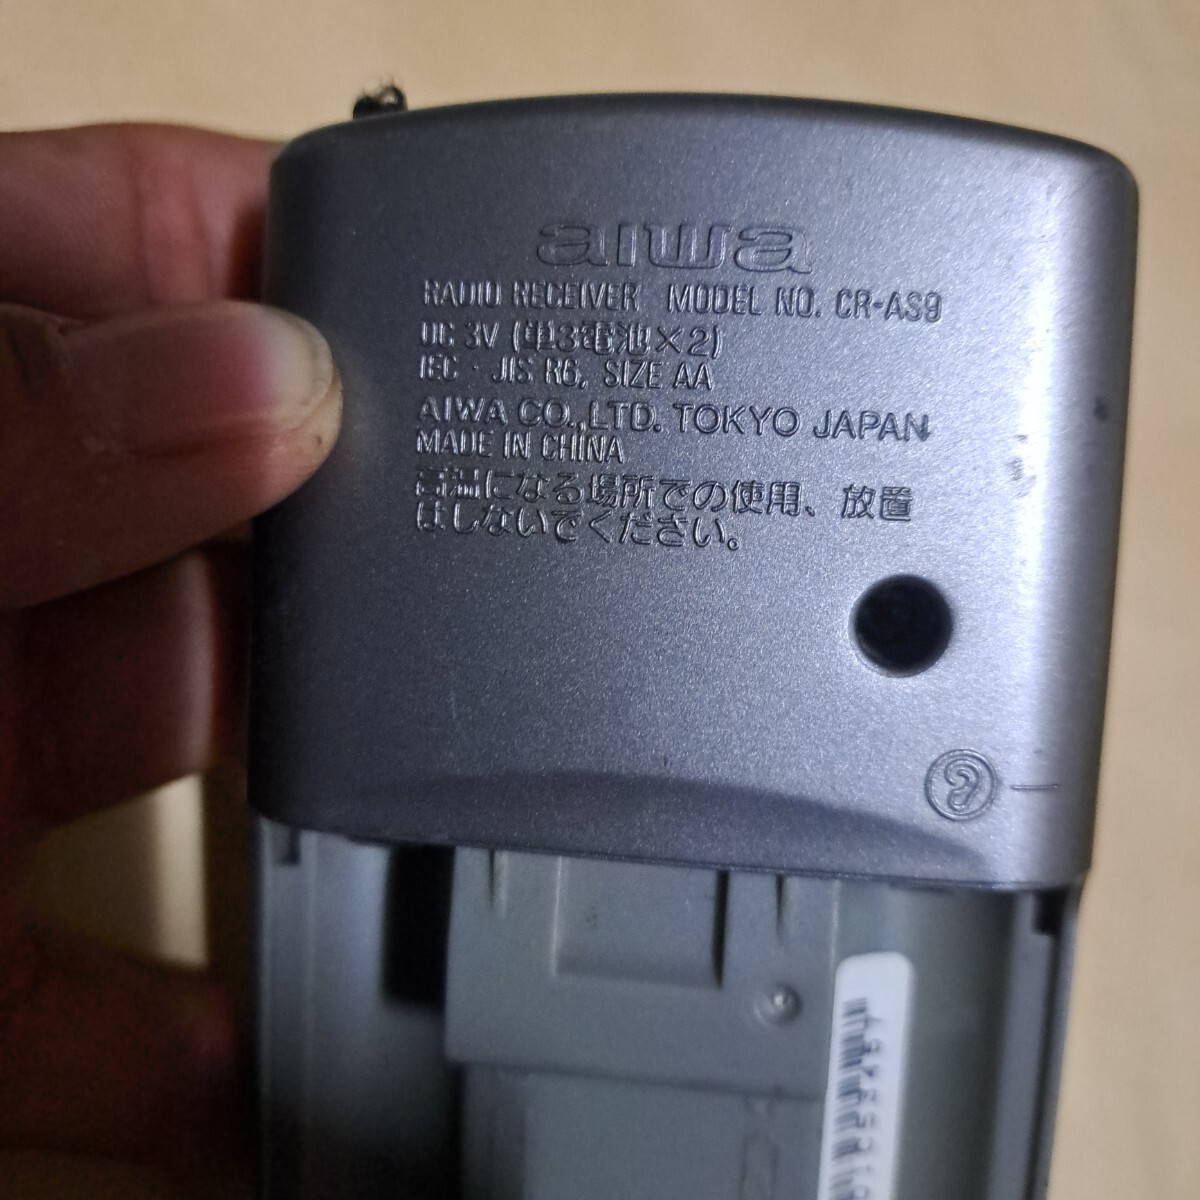 aiwa
RADIO RECEIVER MODEL NO. CR-AS9
DC 3V (単3電池×2)
IEC · JIS R6, SIZE AA
AIWA CO.,LTD. TOKYO JAPAN
MADE IN CHINA
高温になる場所での使用、放置
はしないでください。